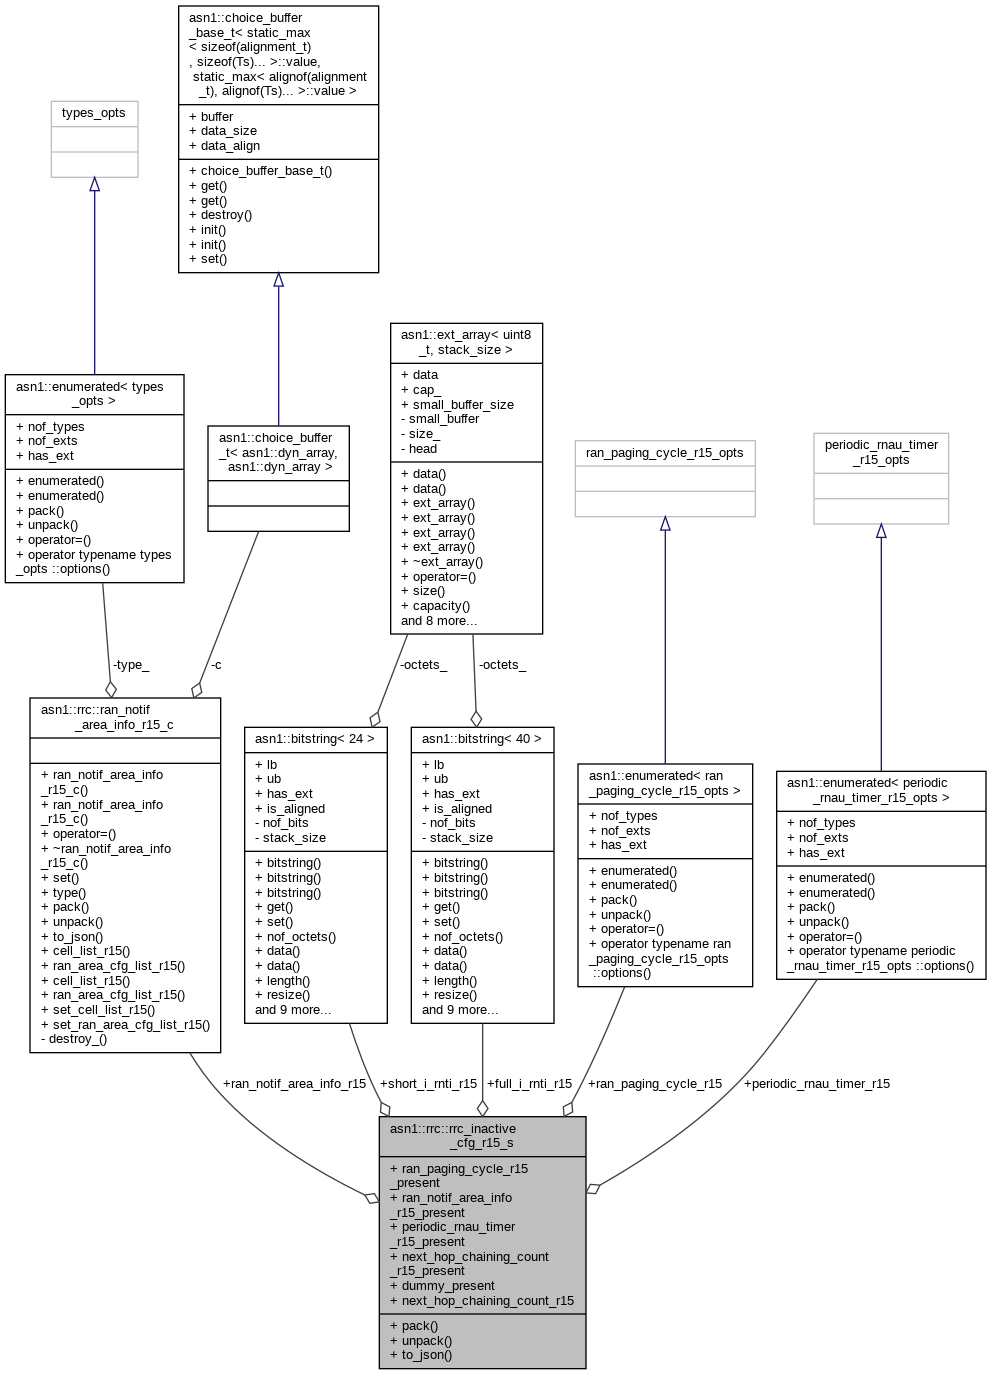 asn1::choice_buffer
_base_t< static_max
< sizeof(alignment_t)
, sizeof(Ts)... >::value,
static_max< alignof(alignment
_t), alignof(Ts)... >::value >
+ buffer
+ data_size
+ data_align
+ choice_buffer_base_t()
+ get()
+ get()
+ destroy()
+ init()
+ init()
+ set()
types_opts
asn1::enumerated< types
_opts >
+ nof_types
+ nof_exts
+ has_ext
+ enumerated()
+ enumerated()
+ pack()
+ unpack()
+ operator=()
+ operator typename types
_opts ::options()
asn1::choice_buffer
_t< asn1::dyn_array,
asn1::dyn_array >
asn1::ext_array< uint8
_t, stack_size >
+ data
+ cap_
+ small_buffer_size
- small_buffer
- size_
- head
+ data()
+ data()
+ ext_array()
+ ext_array()
+ ext_array()
+ ext_array()
+ ~ext_array()
+ operator=()
+ size()
+ capacity()
and 8 more...
ran_paging_cycle_r15_opts
periodic_rnau_timer
_r15_opts
-type_
-c
-octets_
-octets_
asn1::rrc::ran_notif
_area_info_r15_c
+ ran_notif_area_info
_r15_c()
+ ran_notif_area_info
_r15_c()
+ operator=()
+ ~ran_notif_area_info
_r15_c()
+ set()
+ type()
+ pack()
+ unpack()
+ to_json()
+ cell_list_r15()
+ ran_area_cfg_list_r15()
+ cell_list_r15()
+ ran_area_cfg_list_r15()
+ set_cell_list_r15()
+ set_ran_area_cfg_list_r15()
- destroy_()
asn1::bitstring< 24 >
+ lb
+ ub
+ has_ext
+ is_aligned
- nof_bits
- stack_size
+ bitstring()
+ bitstring()
+ bitstring()
+ get()
+ set()
+ nof_octets()
+ data()
+ data()
+ length()
+ resize()
and 9 more...
asn1::bitstring< 40 >
+ lb
+ ub
+ has_ext
+ is_aligned
- nof_bits
- stack_size
+ bitstring()
+ bitstring()
+ bitstring()
+ get()
+ set()
+ nof_octets()
+ data()
+ data()
+ length()
+ resize()
and 9 more...
asn1::enumerated< ran
_paging_cycle_r15_opts >
+ nof_types
+ nof_exts
+ has_ext
+ enumerated()
+ enumerated()
+ pack()
+ unpack()
+ operator=()
+ operator typename ran
_paging_cycle_r15_opts
::options()
asn1::enumerated< periodic
_rnau_timer_r15_opts >
+ nof_types
+ nof_exts
+ has_ext
+ enumerated()
+ enumerated()
+ pack()
+ unpack()
+ operator=()
+ operator typename periodic
_rnau_timer_r15_opts ::options()
+ran_notif_area_info_r15
+short_i_rnti_r15
+full_i_rnti_r15
+ran_paging_cycle_r15
+periodic_rnau_timer_r15
asn1::rrc::rrc_inactive
_cfg_r15_s
+ ran_paging_cycle_r15
_present
+ ran_notif_area_info
_r15_present
+ periodic_rnau_timer
_r15_present
+ next_hop_chaining_count
_r15_present
+ dummy_present
+ next_hop_chaining_count_r15
+ pack()
+ unpack()
+ to_json()